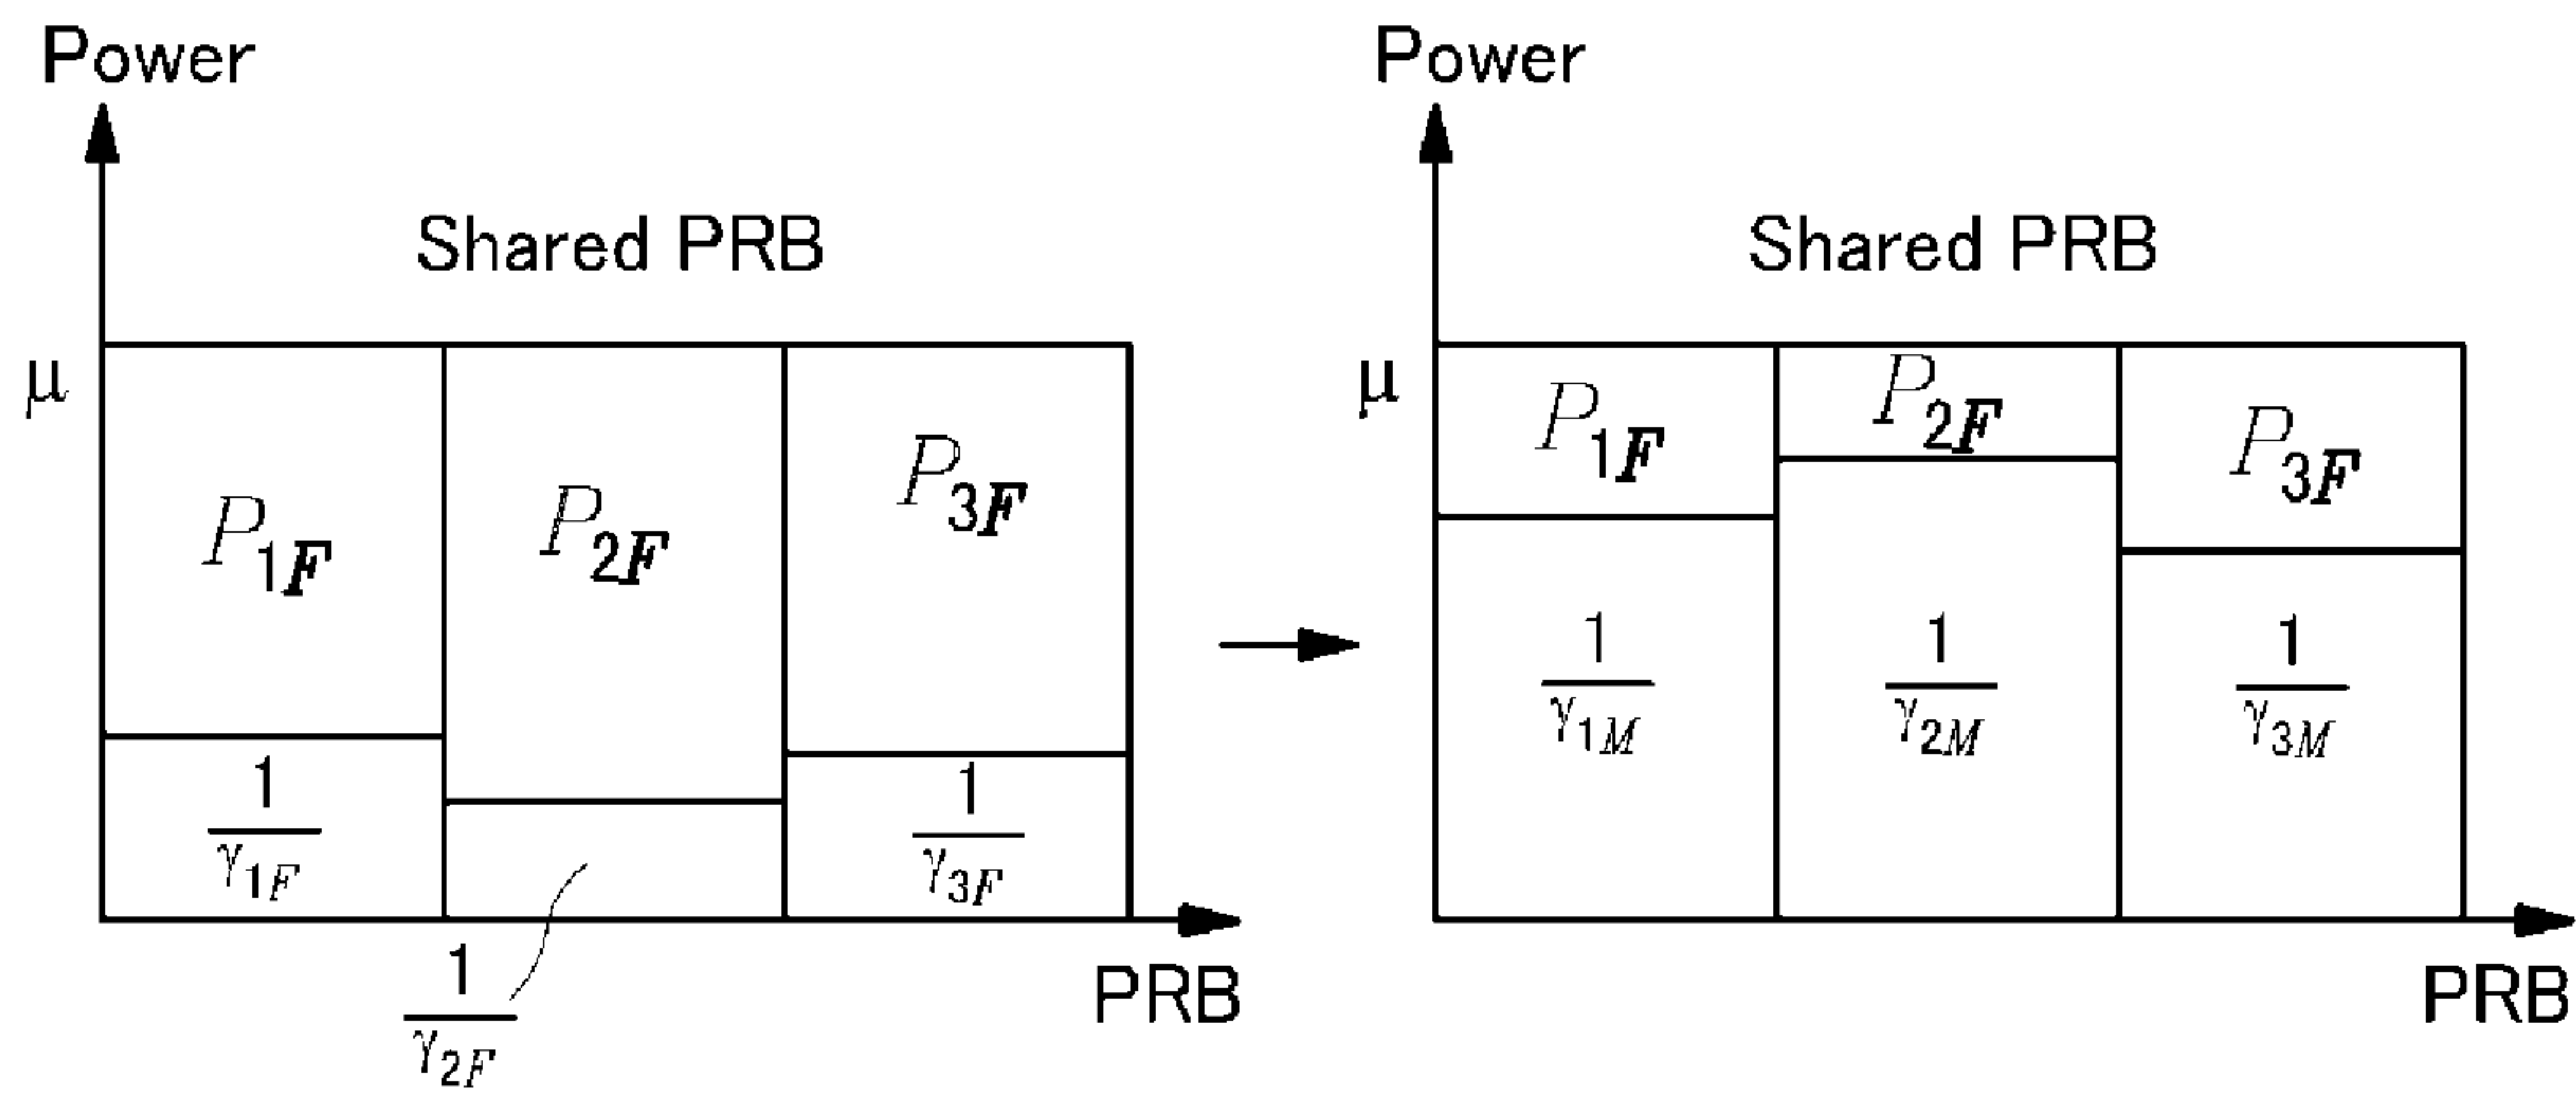 Power
Shared PRB
μ
P1F
P2F
P3F
1/γ1F
1/γ2F
1/γ3F
PRB
Power
Shared PRB
μ
P1F
P2F
P3F
1/γ1M
1/γ2M
1/γ3M
PRB